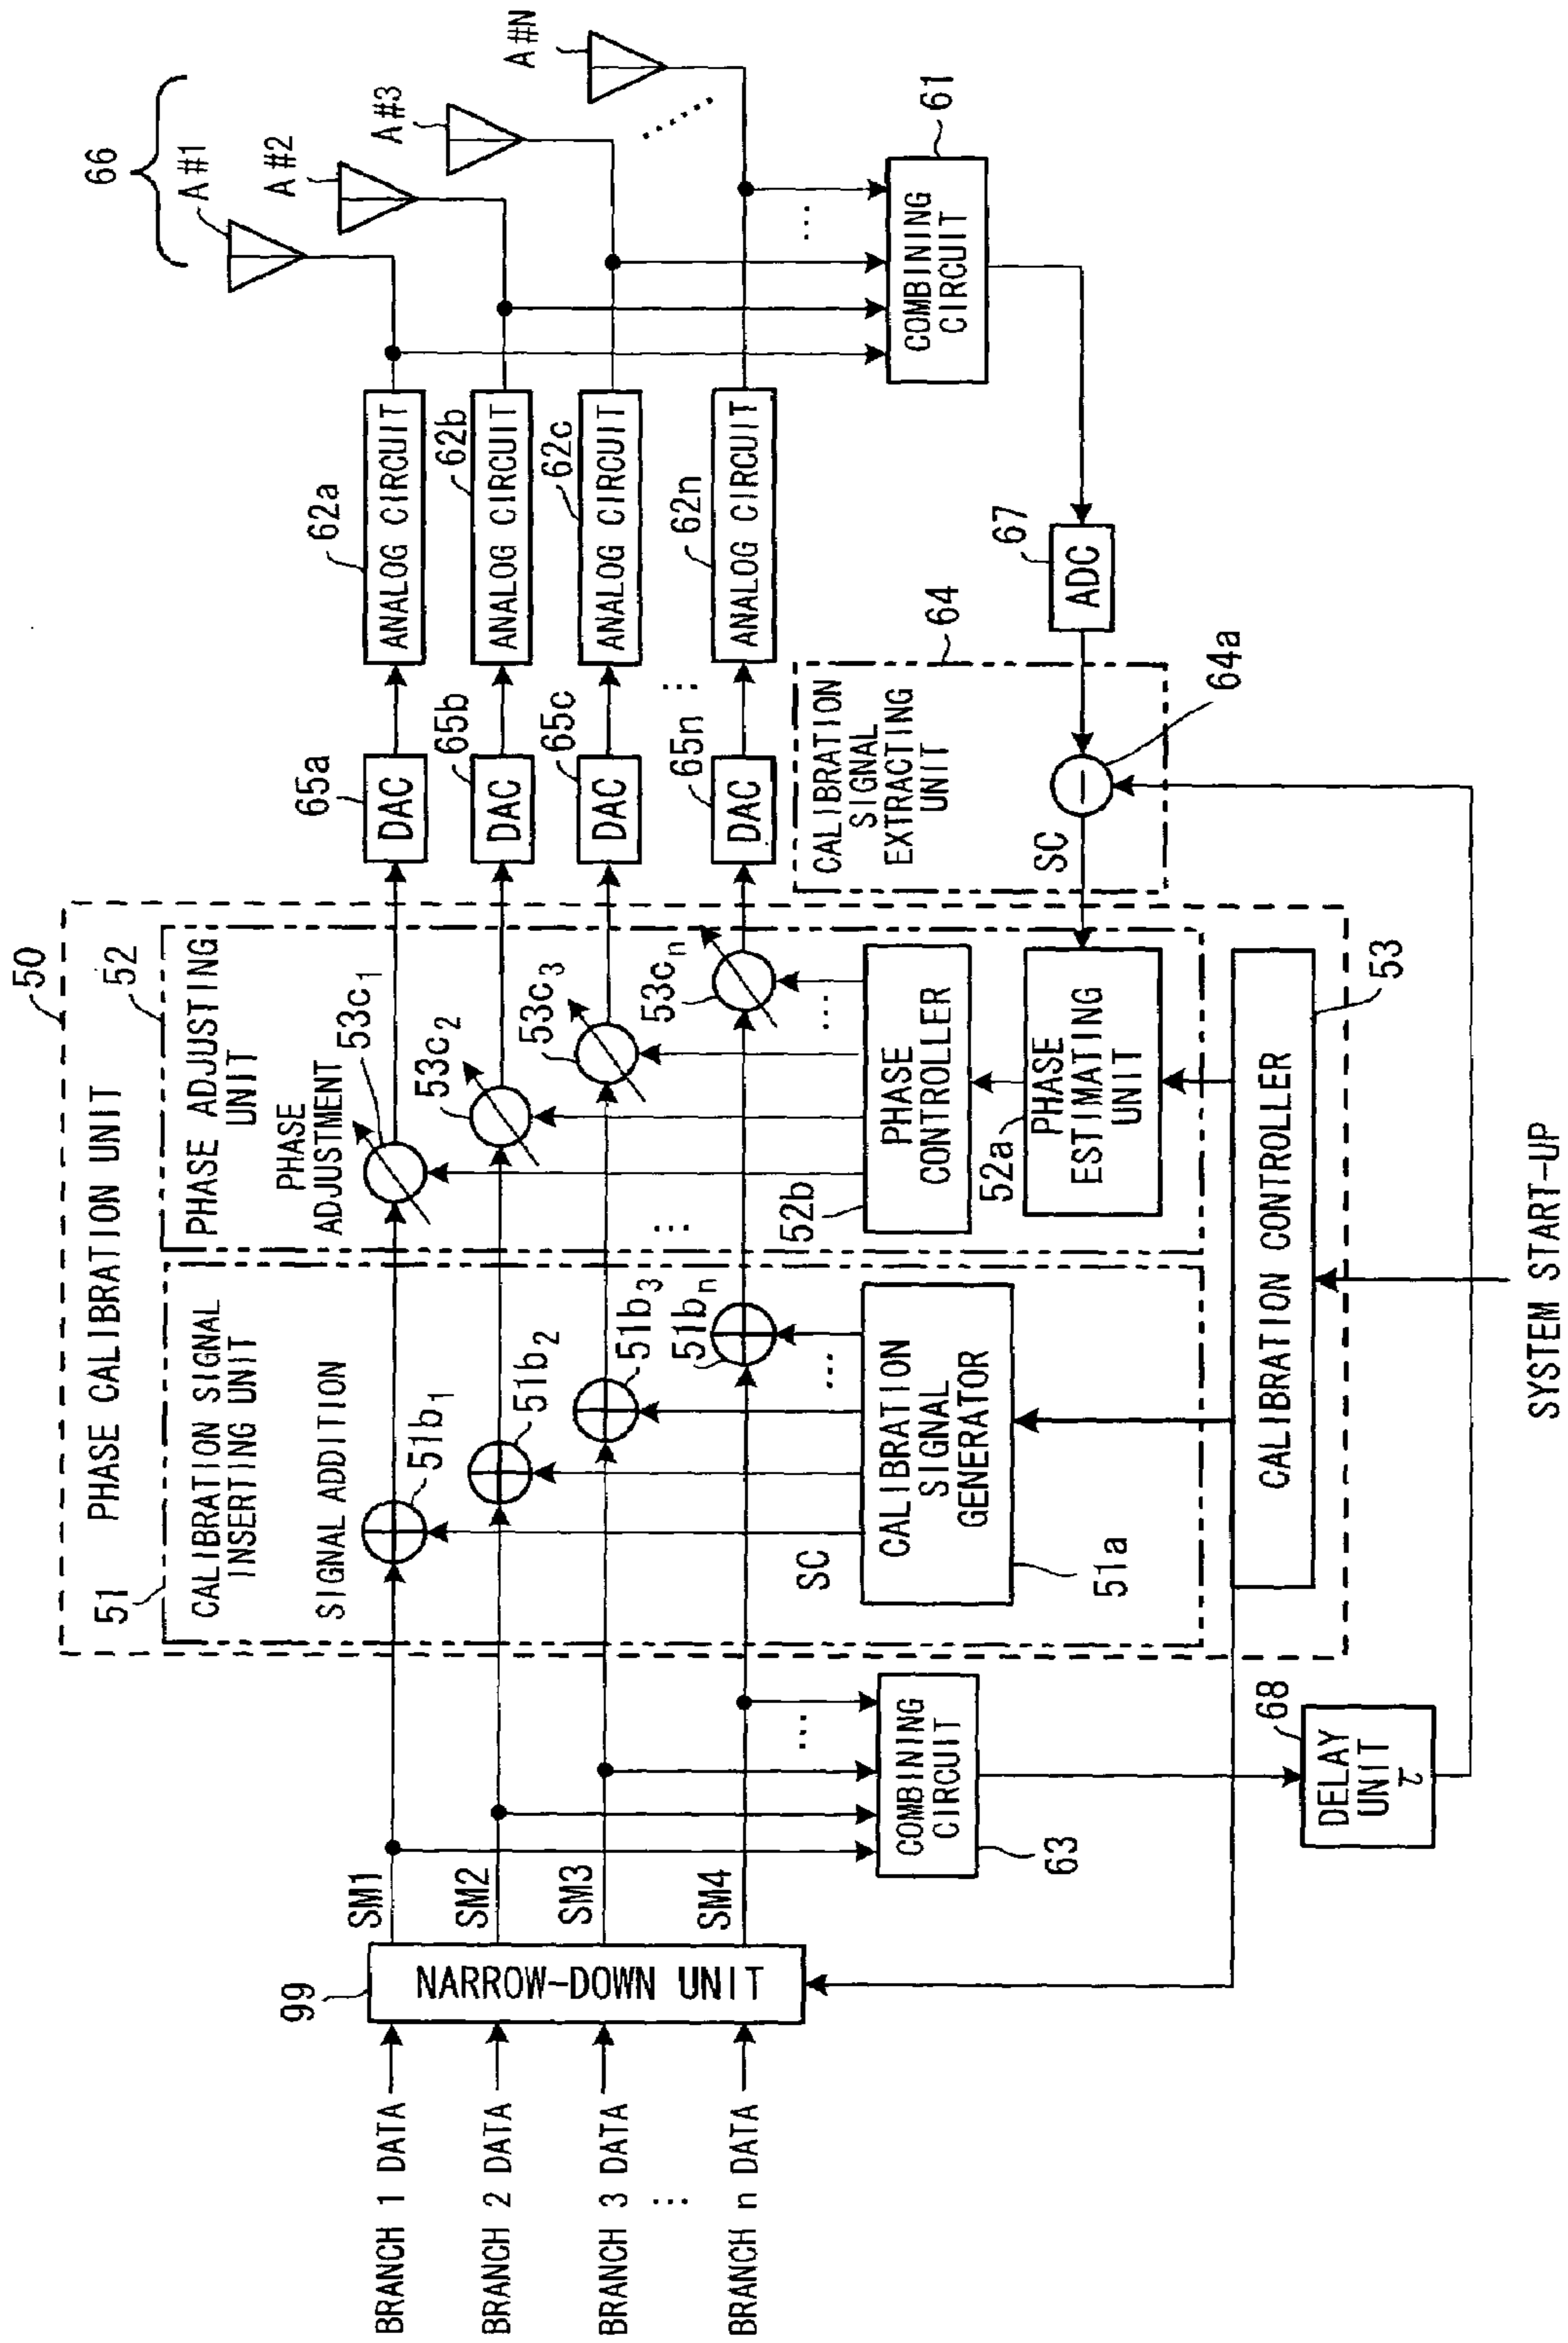 BRANCH 1 DATA
BRANCH 2 DATA
BRANCH 3 DATA
⋮
BRANCH n DATA
99
NARROW-DOWN UNIT
SM1
SM2
SM3
SM4
...
COMBINING
CIRCUIT
63
68
DELAY
UNIT
2
50
PHASE CALIBRATION UNIT
51
CALIBRATION SIGNAL
INSERTING UNIT
SIGNAL ADDITION
51b1
51b2
51b3
51bn
...
SC
CALIBRATION
SIGNAL
GENERATOR
51a
52
PHASE ADJUSTING
UNIT
PHASE
ADJUSTMENT
53c1
53c2
53c3
53cn
⋮
...
52b
PHASE
CONTROLLER
52a
PHASE
ESTIMATING
UNIT
CALIBRATION CONTROLLER
53
SYSTEM START-UP
65a
DAC
65b
DAC
65c
DAC
65n
DAC
⋮
62a
ANALOG CIRCUIT
62b
ANALOG CIRCUIT
62c
ANALOG CIRCUIT
62n
ANALOG CIRCUIT
CALIBRATION
SIGNAL
EXTRACTING
UNIT
64
SC
64a
67
ADC
66
A#1
A#2
A#3
A#N
...
61
COMBINING
CIRCUIT